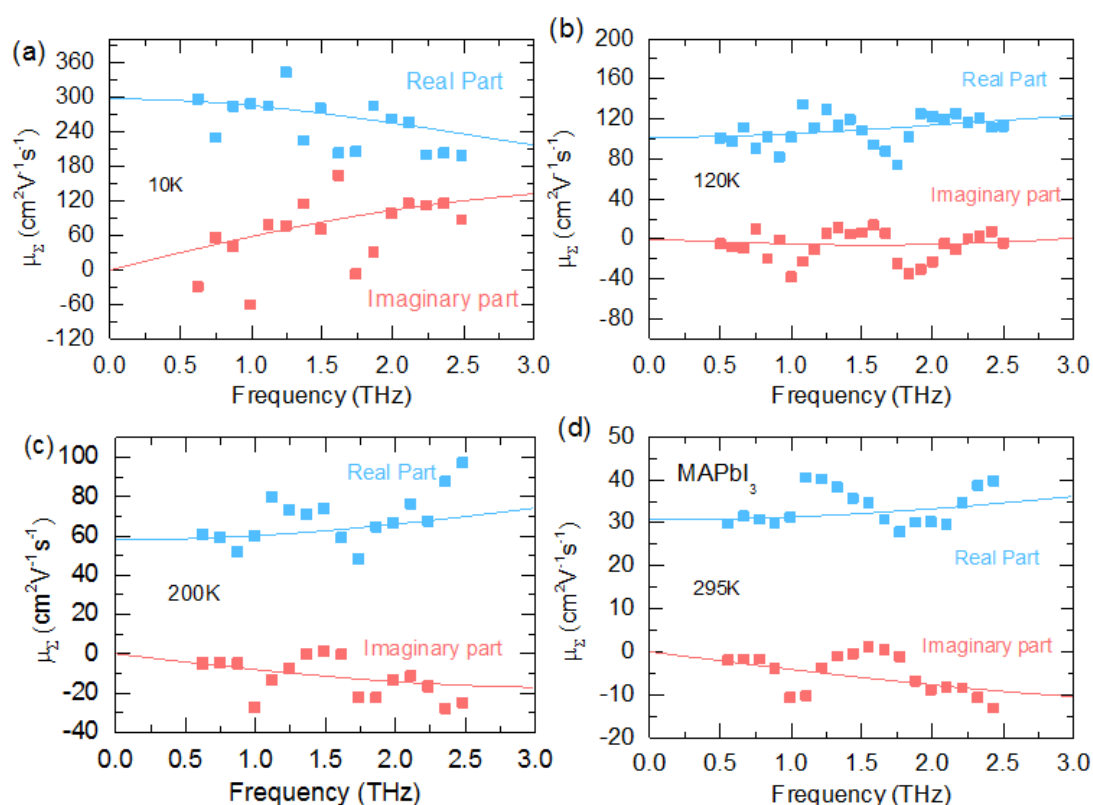 (a)
360
300
240
180
120
60
0
-60
-120
μΣ (cm²V⁻¹s⁻¹)
Real Part
10K
Imaginary part
0.0 0.5 1.0 1.5 2.0 2.5 3.0
Frequency (THz)
(b)
200
160
120
80
40
0
-40
-80
μΣ (cm²V⁻¹s⁻¹)
Real Part
120K
Imaginary part
0.0 0.5 1.0 1.5 2.0 2.5 3.0
Frequency (THz)
(c)
100
80
60
40
20
0
-20
-40
μΣ (cm²V⁻¹s⁻¹)
Real Part
200K
Imaginary part
0.0 0.5 1.0 1.5 2.0 2.5 3.0
Frequency (THz)
(d)
50
40
30
20
10
0
-10
-20
μΣ (cm²V⁻¹s⁻¹)
MAPbI₃
Real Part
295K
Imaginary part
0.0 0.5 1.0 1.5 2.0 2.5 3.0
Frequency (THz)